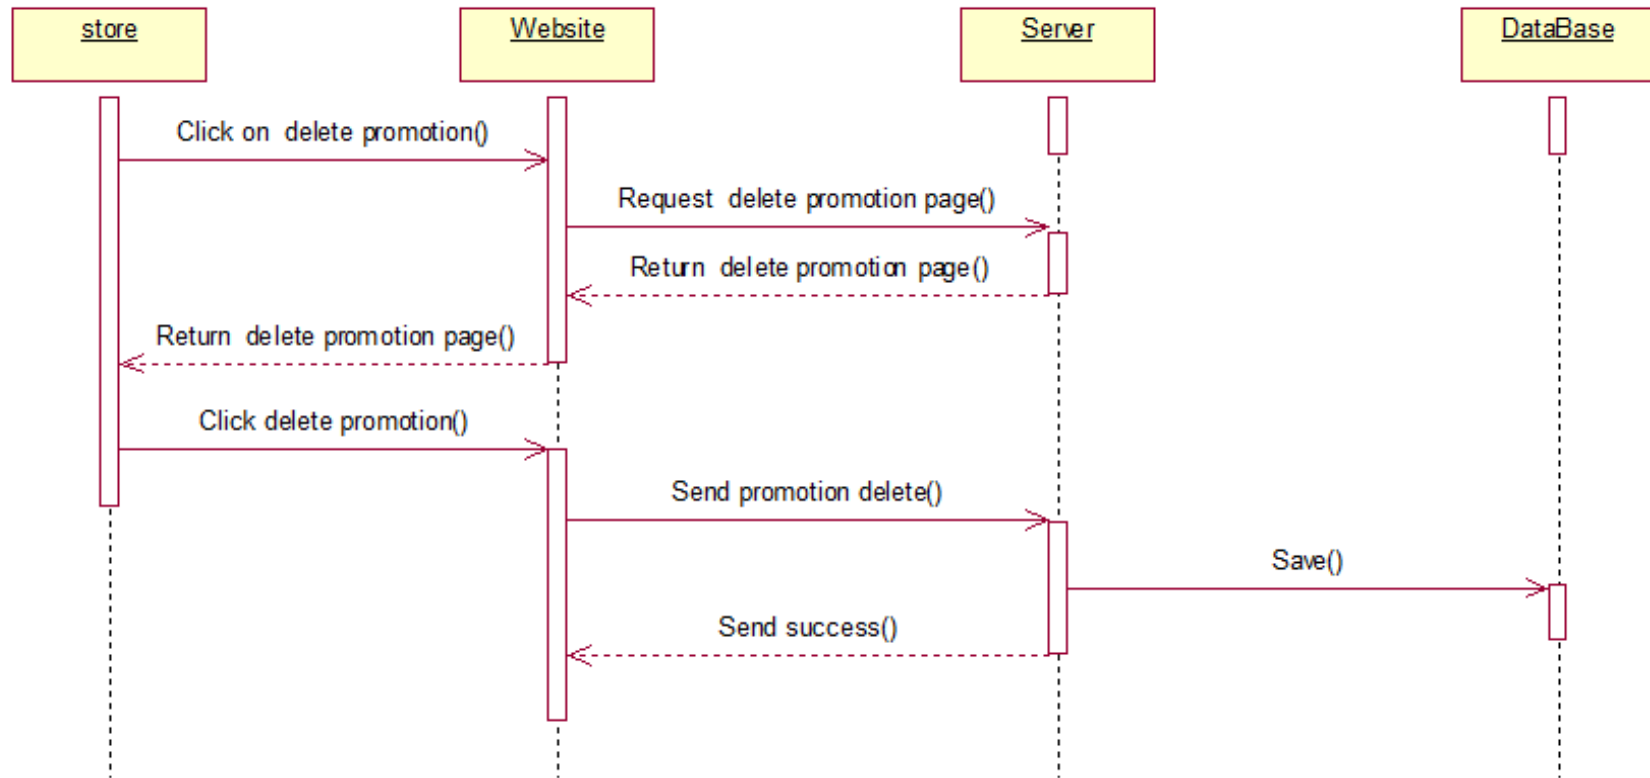 store
Website
Server
DataBase
Click on delete promotion()
Request delete promotion page()
Return delete promotion page()
Return delete promotion page()
Click delete promotion()
Send promotion delete()
Save()
Send success()